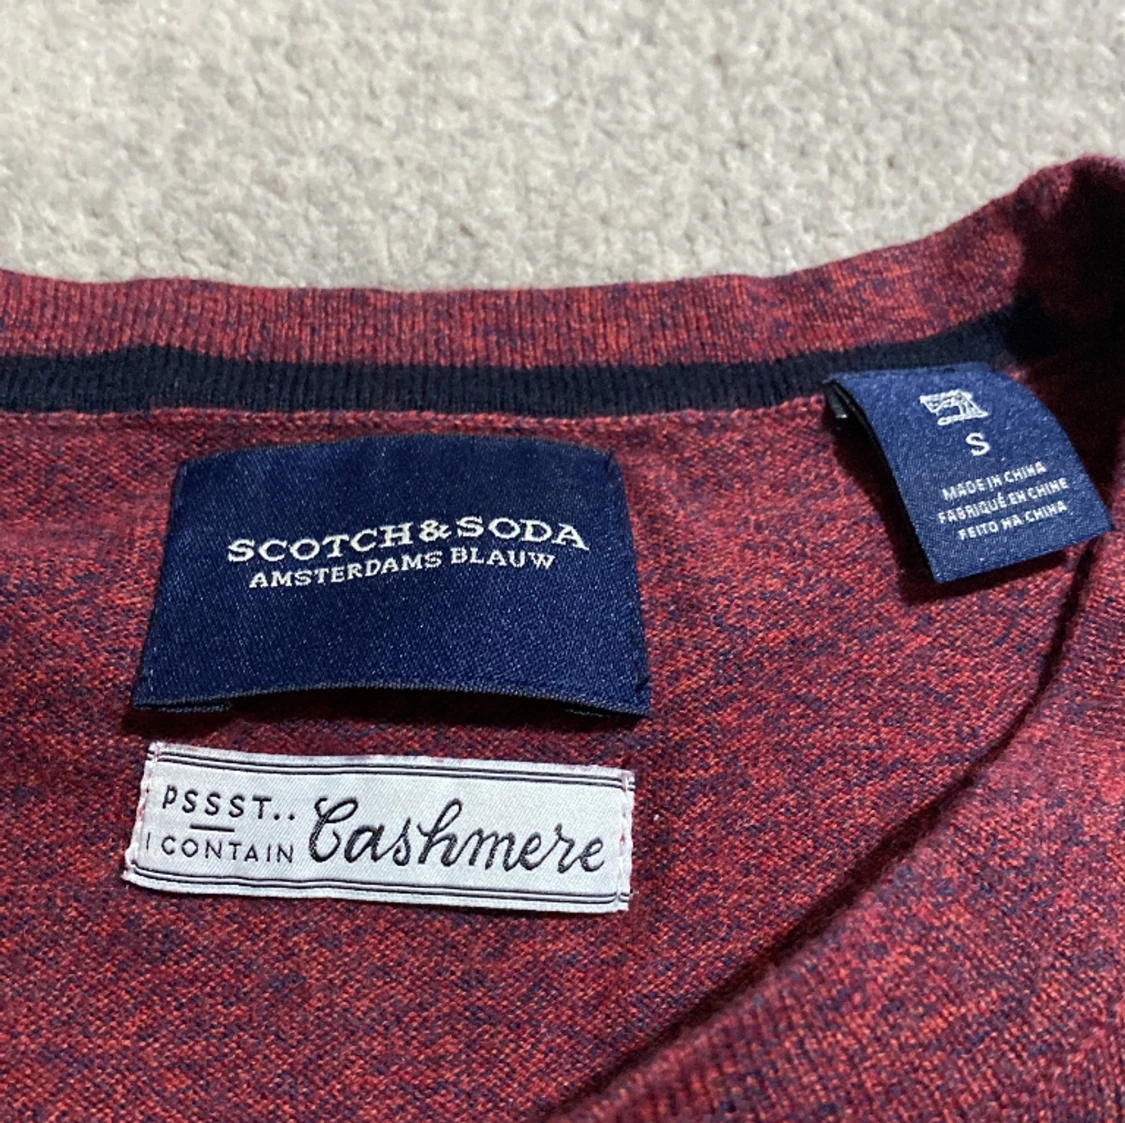 SCOTCH & SODA
AMSTERDAMS BLAUW
PSSST..
I CONTAIN
Cashmere
S
MADE IN CHINA
FABRIQUÉ EN CHINE
FEITO NA CHINA